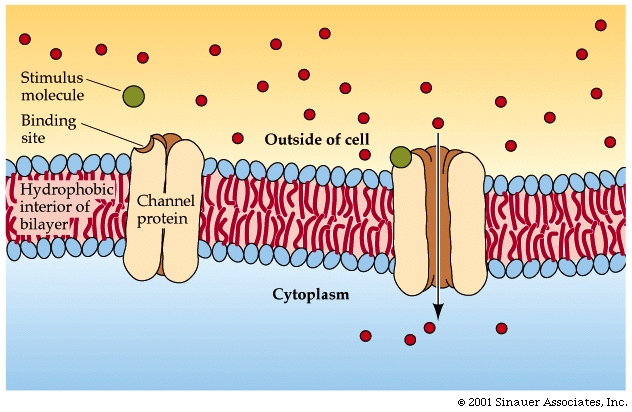 Stimulus
molecule
Binding
site
Outside of cell
Hydrophobic
interior of
bilayer
Channel
protein
Cytoplasm
© 2001 Sinauer Associates, Inc.